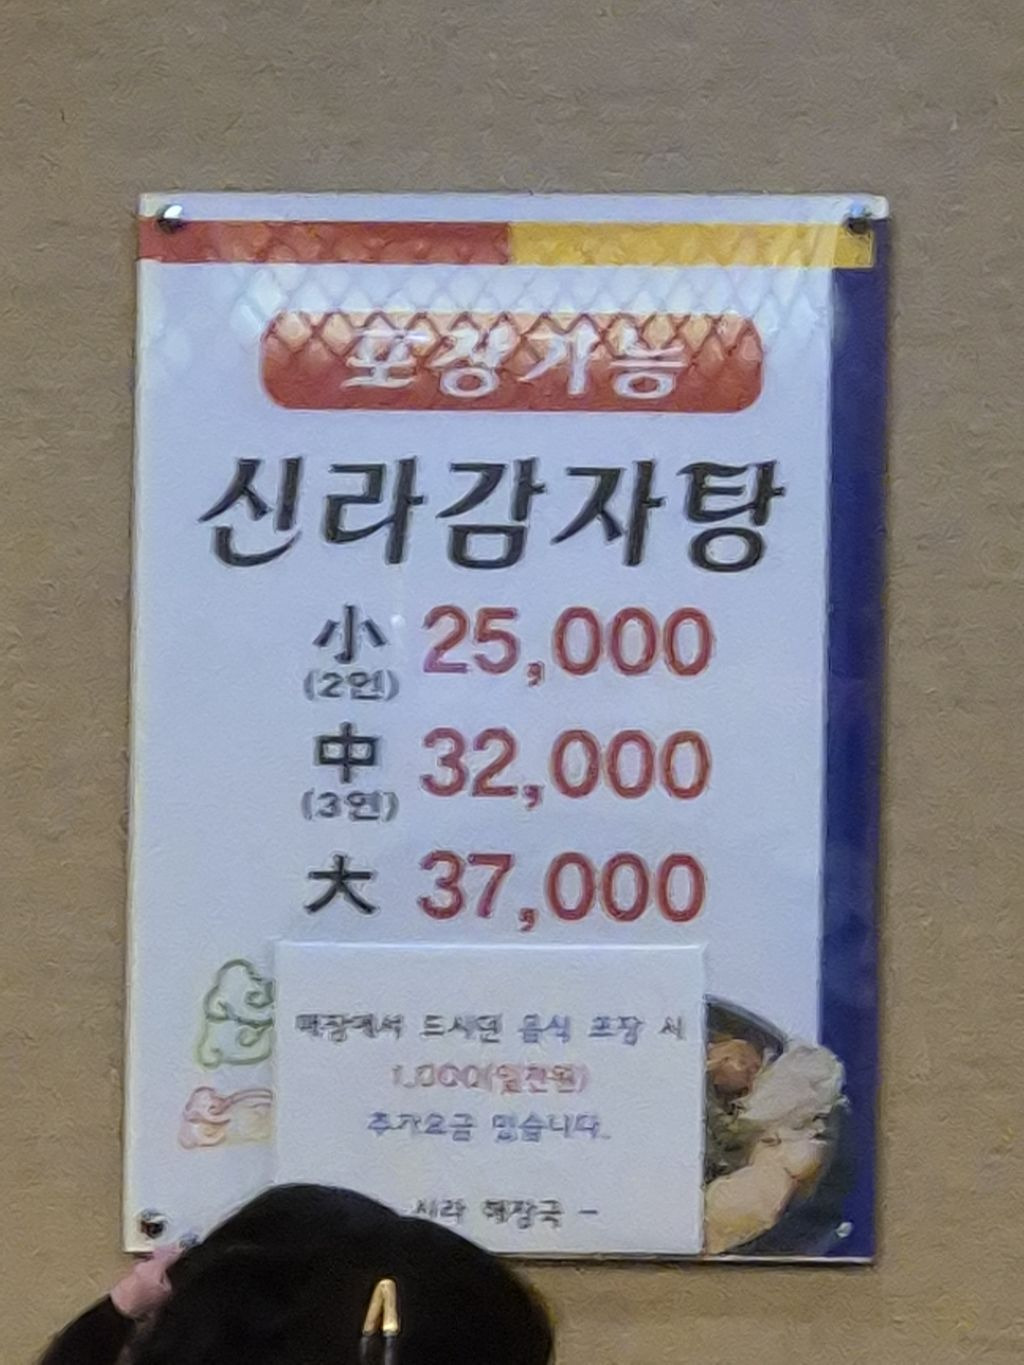 포장가능
신라감자탕
小 25,000
(2인)
中 32,000
(3인)
大 37,000
매장에서 드시던 음식 포장 시
1,000(일천원)
추가요금 있습니다.
신라 해장국 -